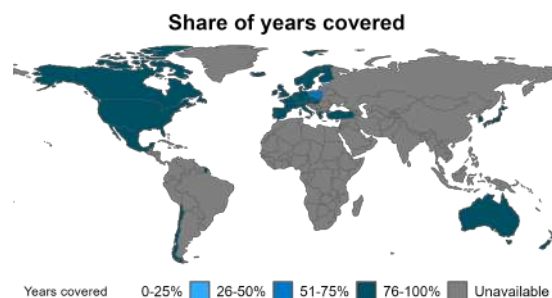 Share of years covered
Years covered 0-25% 26-50% 51-75% 76-100% Unavailable